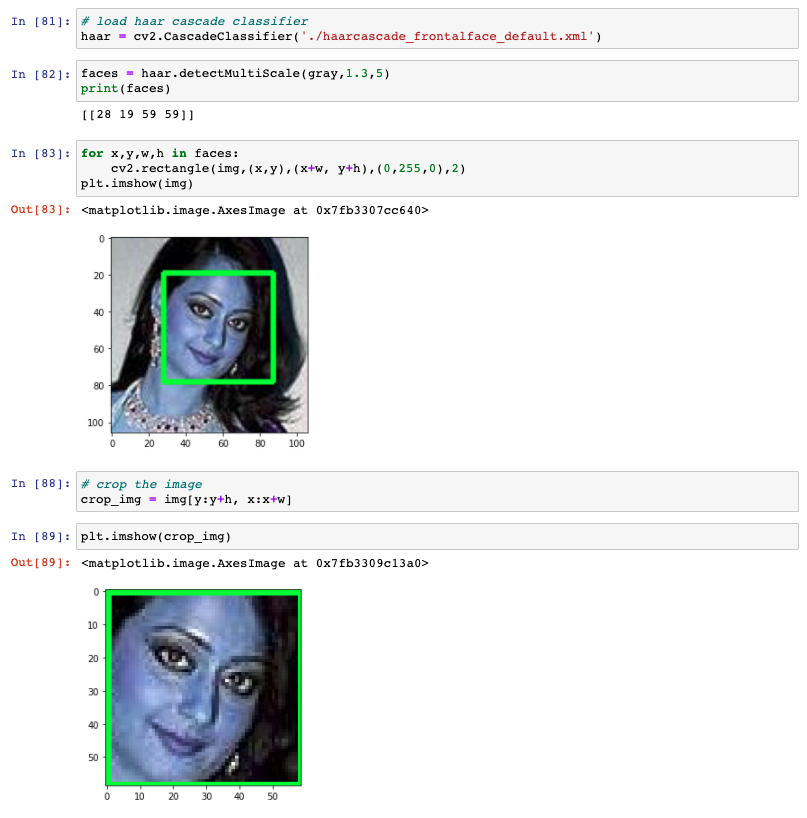 In [81]: # load haar cascade classifier
haar = cv2.CascadeClassifier('./haarcascade_frontalface_default.xml')
In [82]: faces = haar.detectMultiScale(gray,1.3,5)
print(faces)
[[28 19 59 59]]
In [83]: for x,y,w,h in faces:
cv2.rectangle(img,(x,y),(x+w, y+h),(0,255,0),2)
plt.imshow(img)
Out[83]: <matplotlib.image.AxesImage at 0x7fb3307cc640>
0
20
40
60
80
100
0 20 40 60 80 100
In [88]: # crop the image
crop_img = img[y:y+h, x:x+w]
In [89]: plt.imshow(crop_img)
Out[89]: <matplotlib.image.AxesImage at 0x7fb3309c13a0>
0
10
20
30
40
50
0 10 20 30 40 50